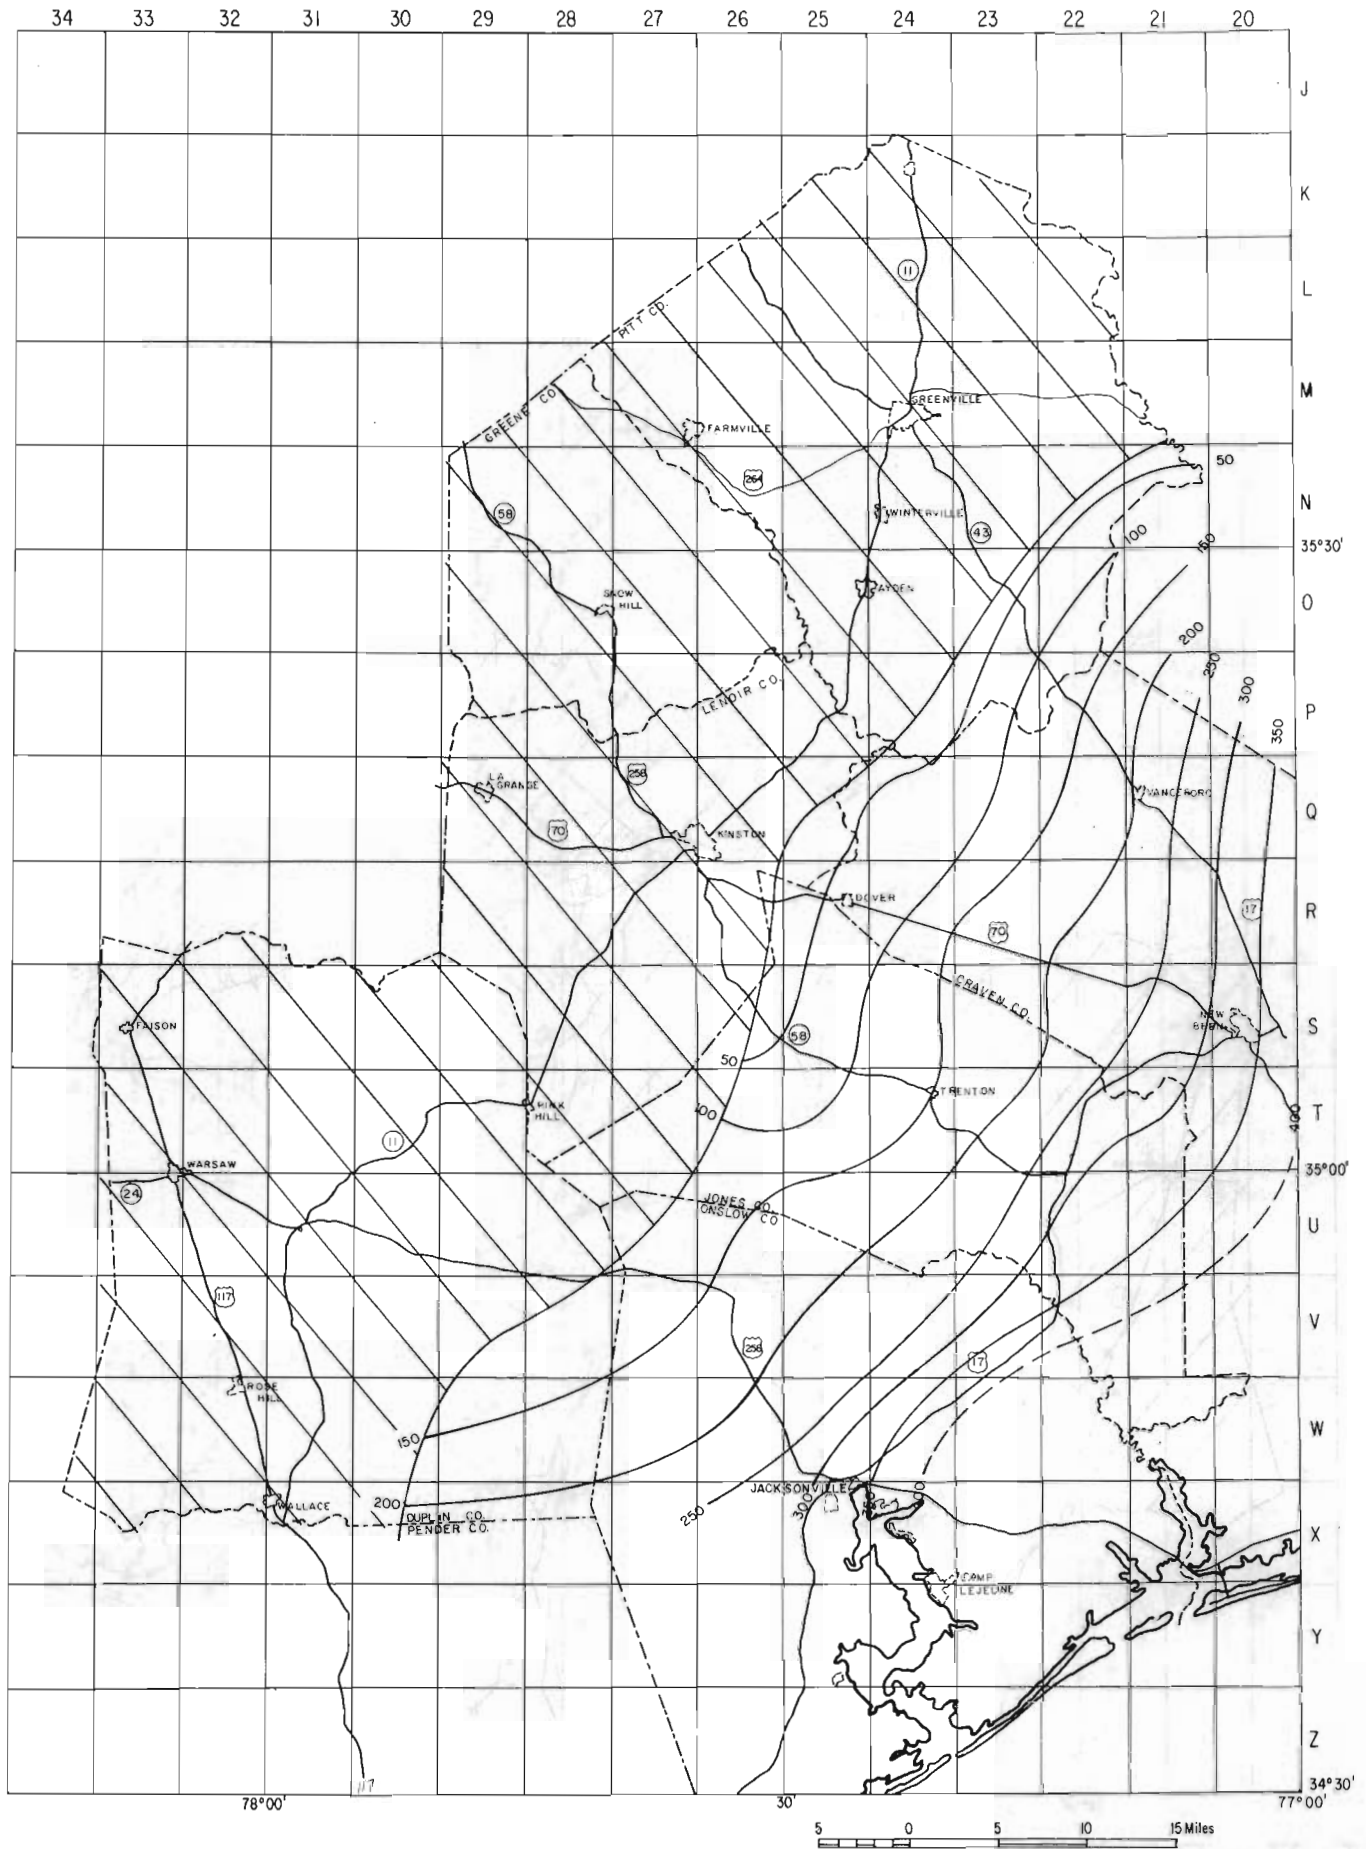 34 33 32 31 30 29 28 27 26 25 24 23 22 21 20
J
K
11
L
PITT CO.
M
GREENE CO
GREENVILLE
FARMVILLE
50
264
N
58
WINTERVILLE
43
100
150
35°30'
SNOW
HILL
AYDEN
O
200
250
300
350
LENOIR CO.
P
LA
GRANGE
258
VANCEBORO
Q
70
KINSTON
DOVER
17
R
70
CRAVEN CO.
FAISON
58
NEW
BERN
S
50
TRENTON
PINK
HILL
100
400
T
11
WARSAW
35°00'
24
JONES CO.
ONSLOW CO
U
117
258
V
17
ROSE
HILL
W
150
JACKSONVILLE
200
WALLACE
DUPLIN CO.
PENDER CO.
250
300
X
CAMP
LEJEUNE
Y
Z
117
34°30'
78°00' 30' 77°00'
5 0 5 10 15 Miles